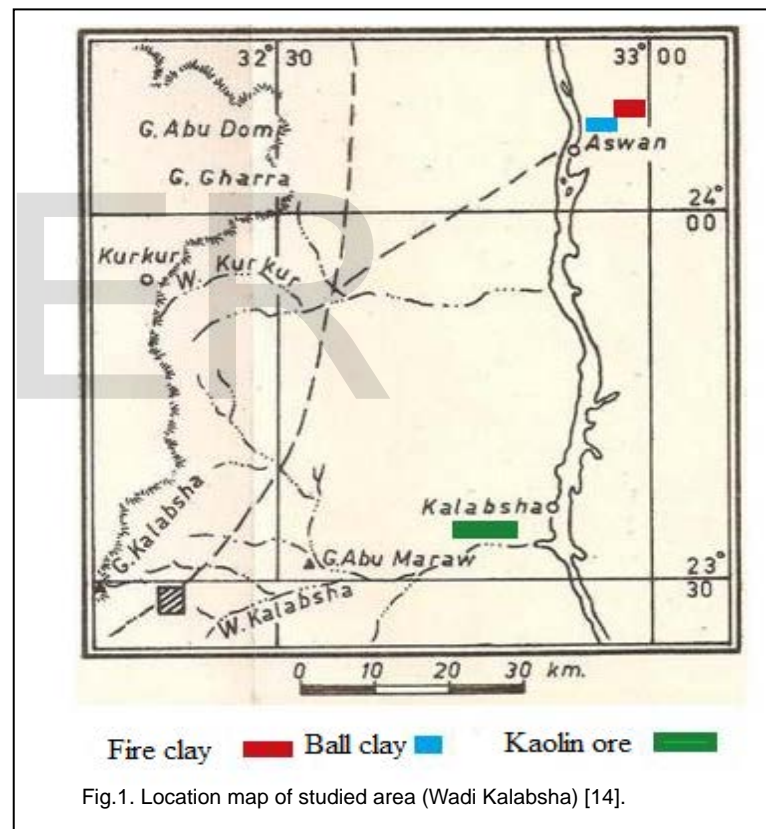 32° 30
33° 00
G. Abu Dom
Aswan
G. Gharra
24°
00
Kurkur
W. Kurkur
ER
Kalabsha
G. Kalabsha
G. Abu Maraw
23°
30
W. Kalabsha
0 10 20 30 km.
Fire clay Ball clay Kaolin ore
Fig.1. Location map of studied area (Wadi Kalabsha) [14].